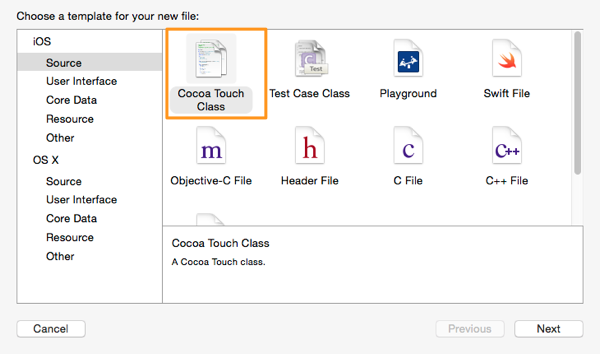 Choose a template for your new file:
iOS
Source
User Interface
Core Data
Resource
Other
OS X
Source
User Interface
Core Data
Resource
Other
Cocoa Touch
Class
Test
Test Case Class
Playground
Swift File
m
Objective-C File
h
Header File
c
C File
C++
C++ File
Cocoa Touch Class
A Cocoa Touch class.
Cancel
Previous
Next